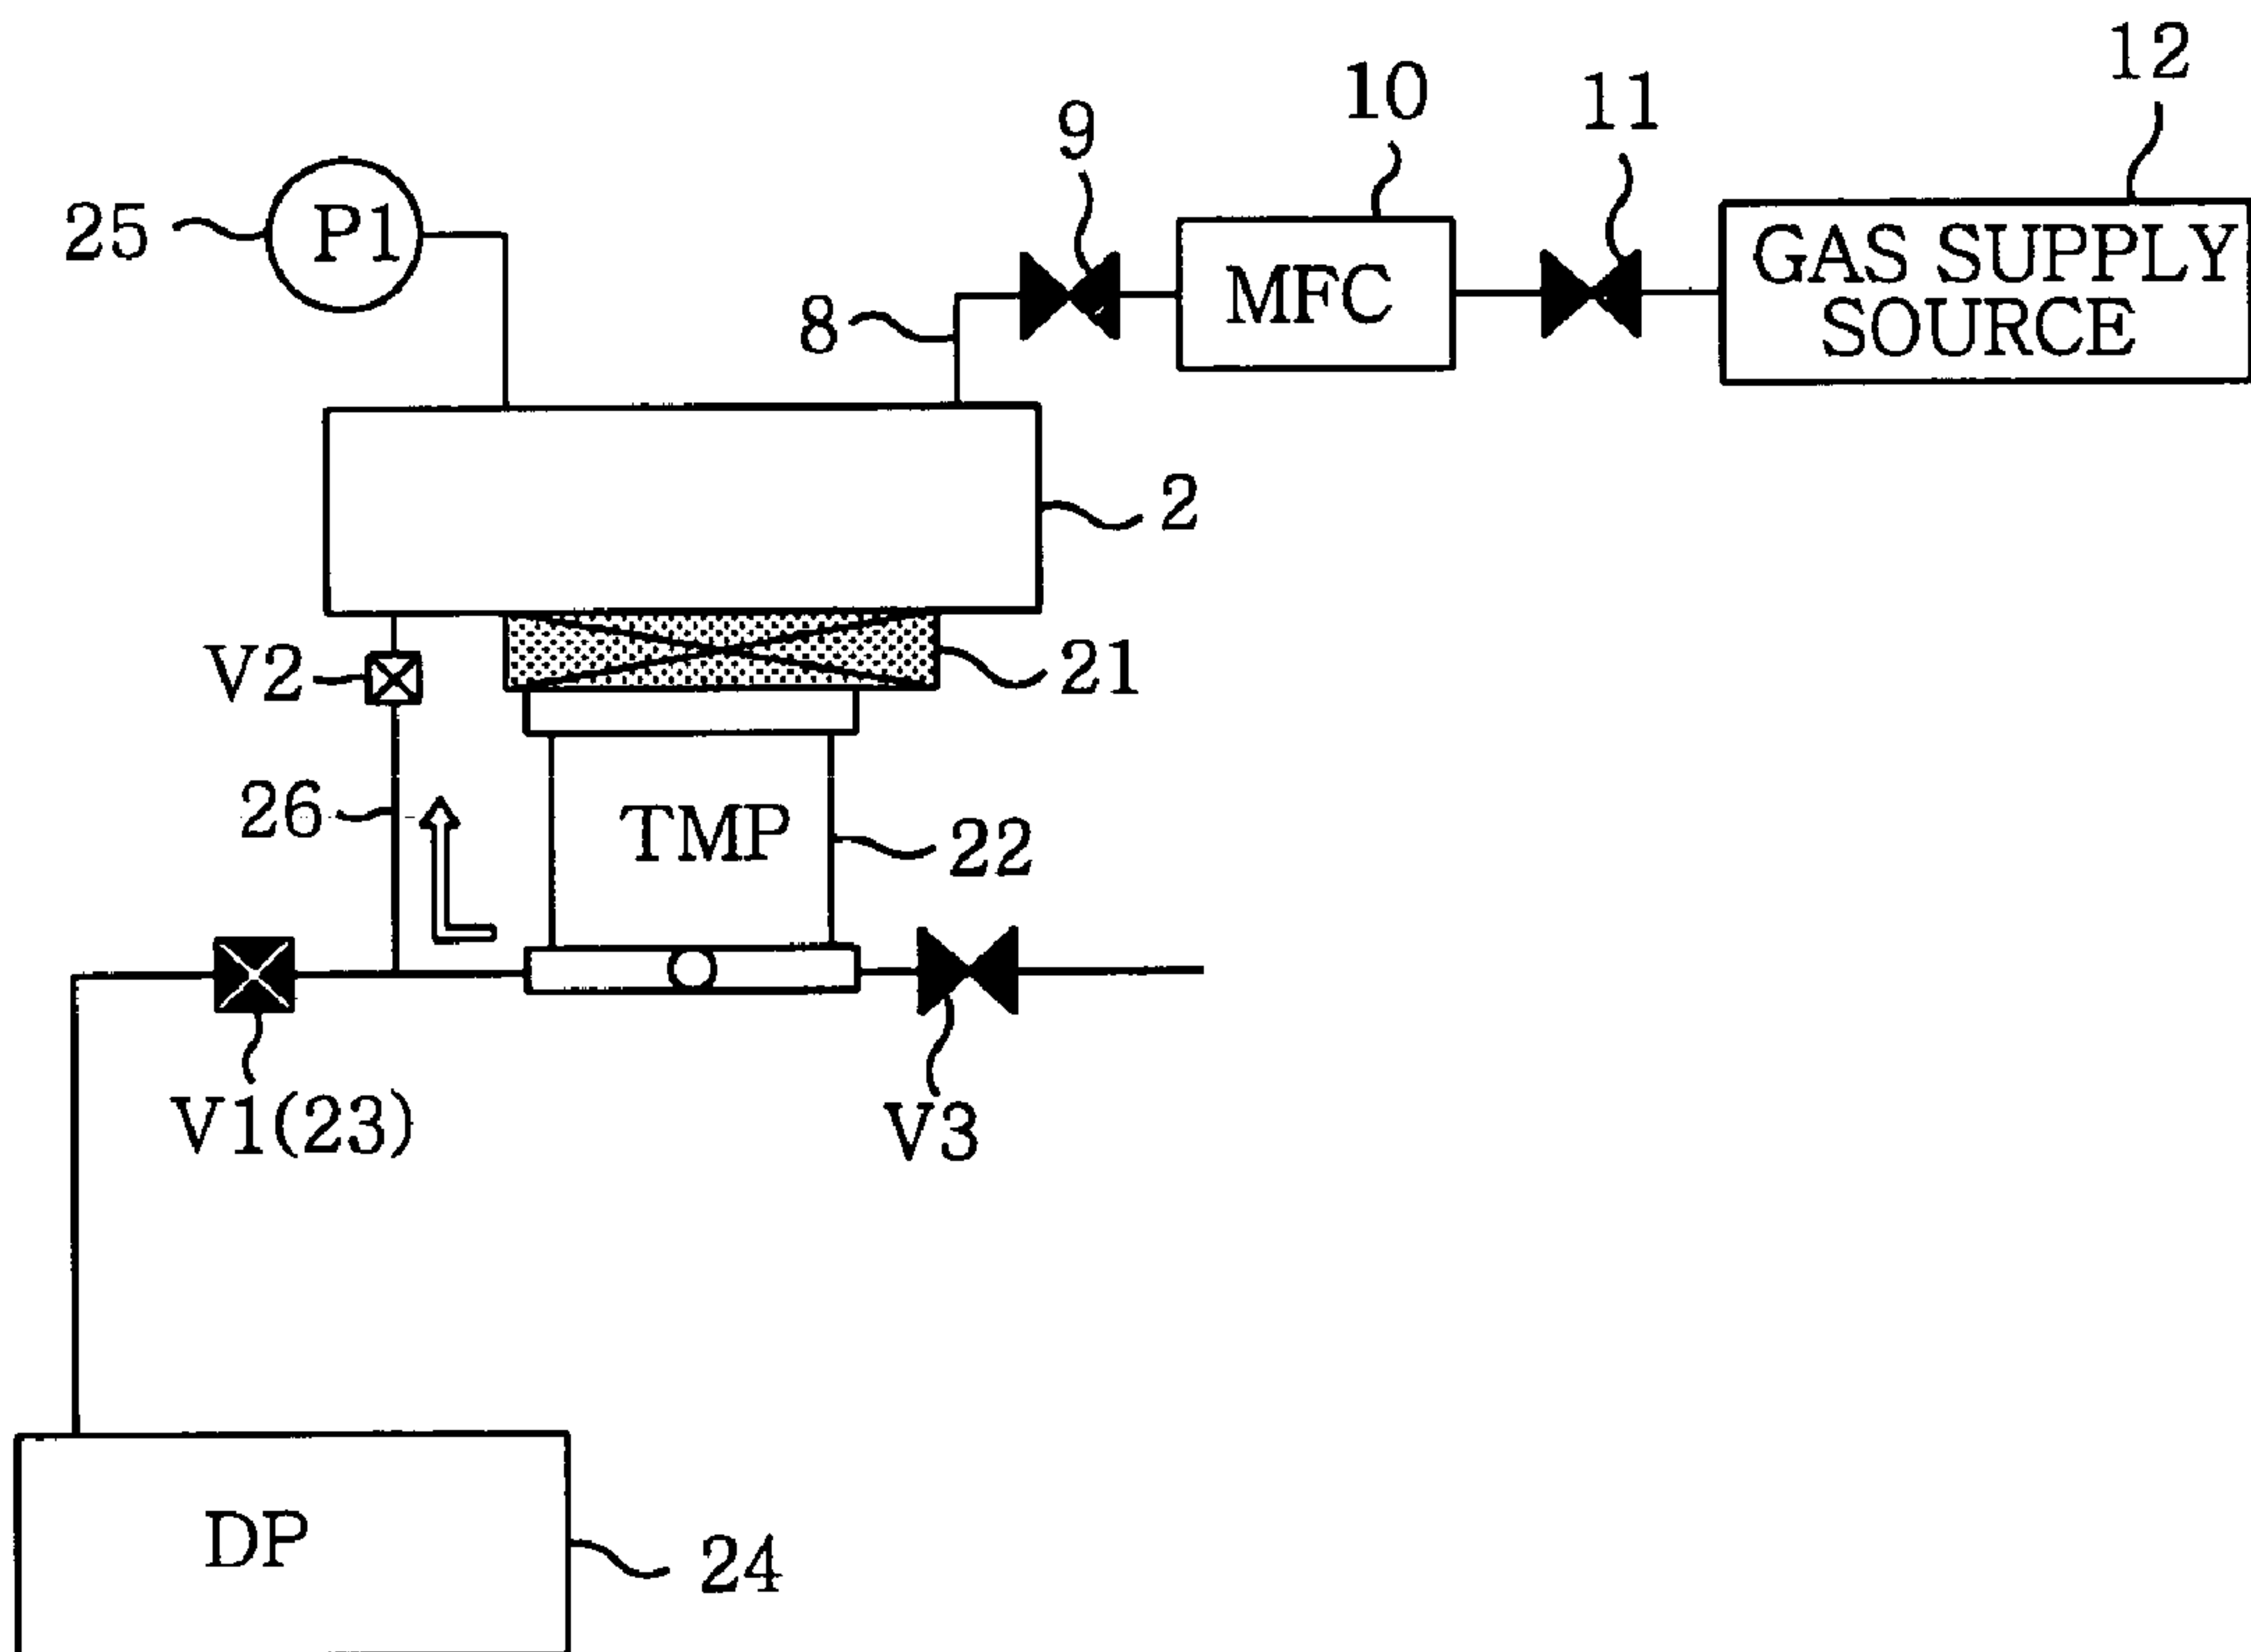 12
10
11
9
25
P1
GAS SUPPLY
SOURCE
MFC
8
2
V2
21
26
TMP
22
V1(23)
V3
DP
24